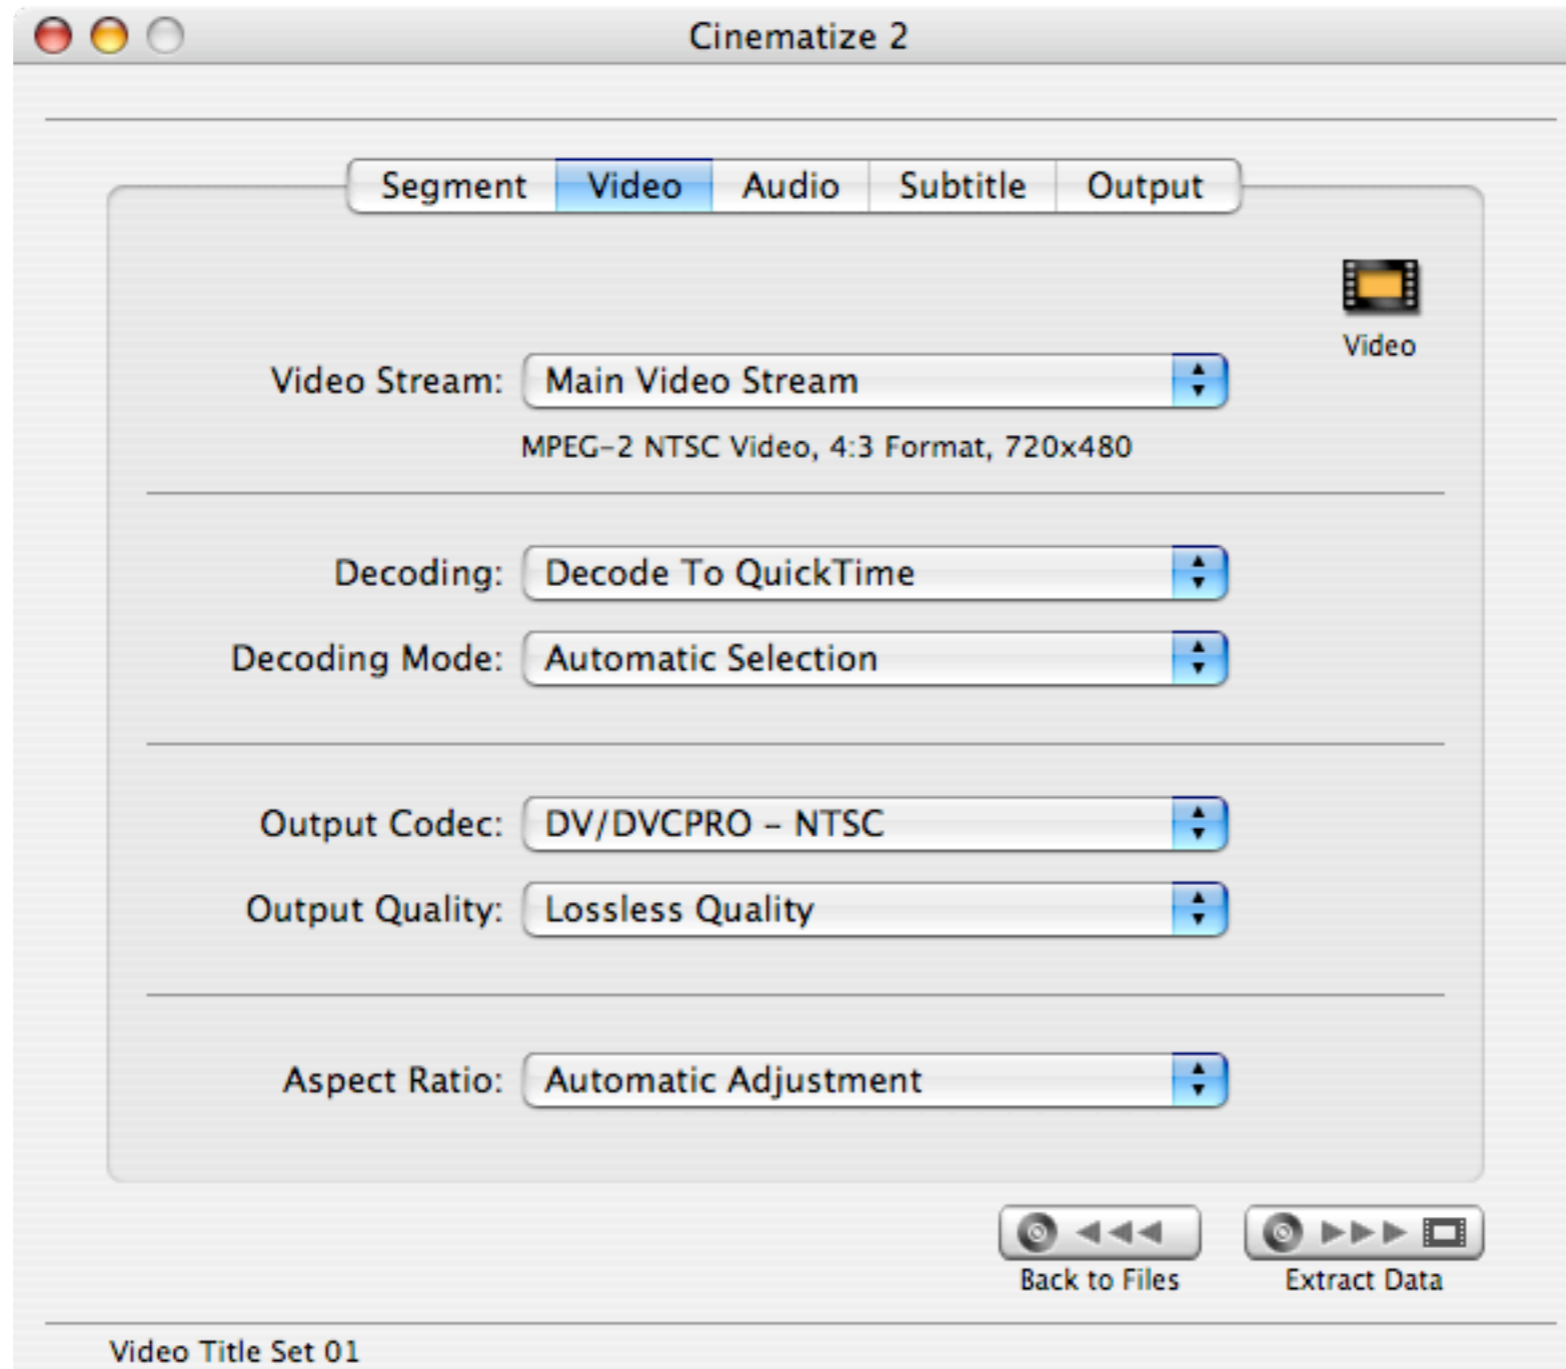 Cinematize 2
Segment Video Audio Subtitle Output
Video
Video Stream: Main Video Stream
MPEG-2 NTSC Video, 4:3 Format, 720x480
Decoding: Decode To QuickTime
Decoding Mode: Automatic Selection
Output Codec: DV/DVCPRO – NTSC
Output Quality: Lossless Quality
Aspect Ratio: Automatic Adjustment
Back to Files Extract Data
Video Title Set 01